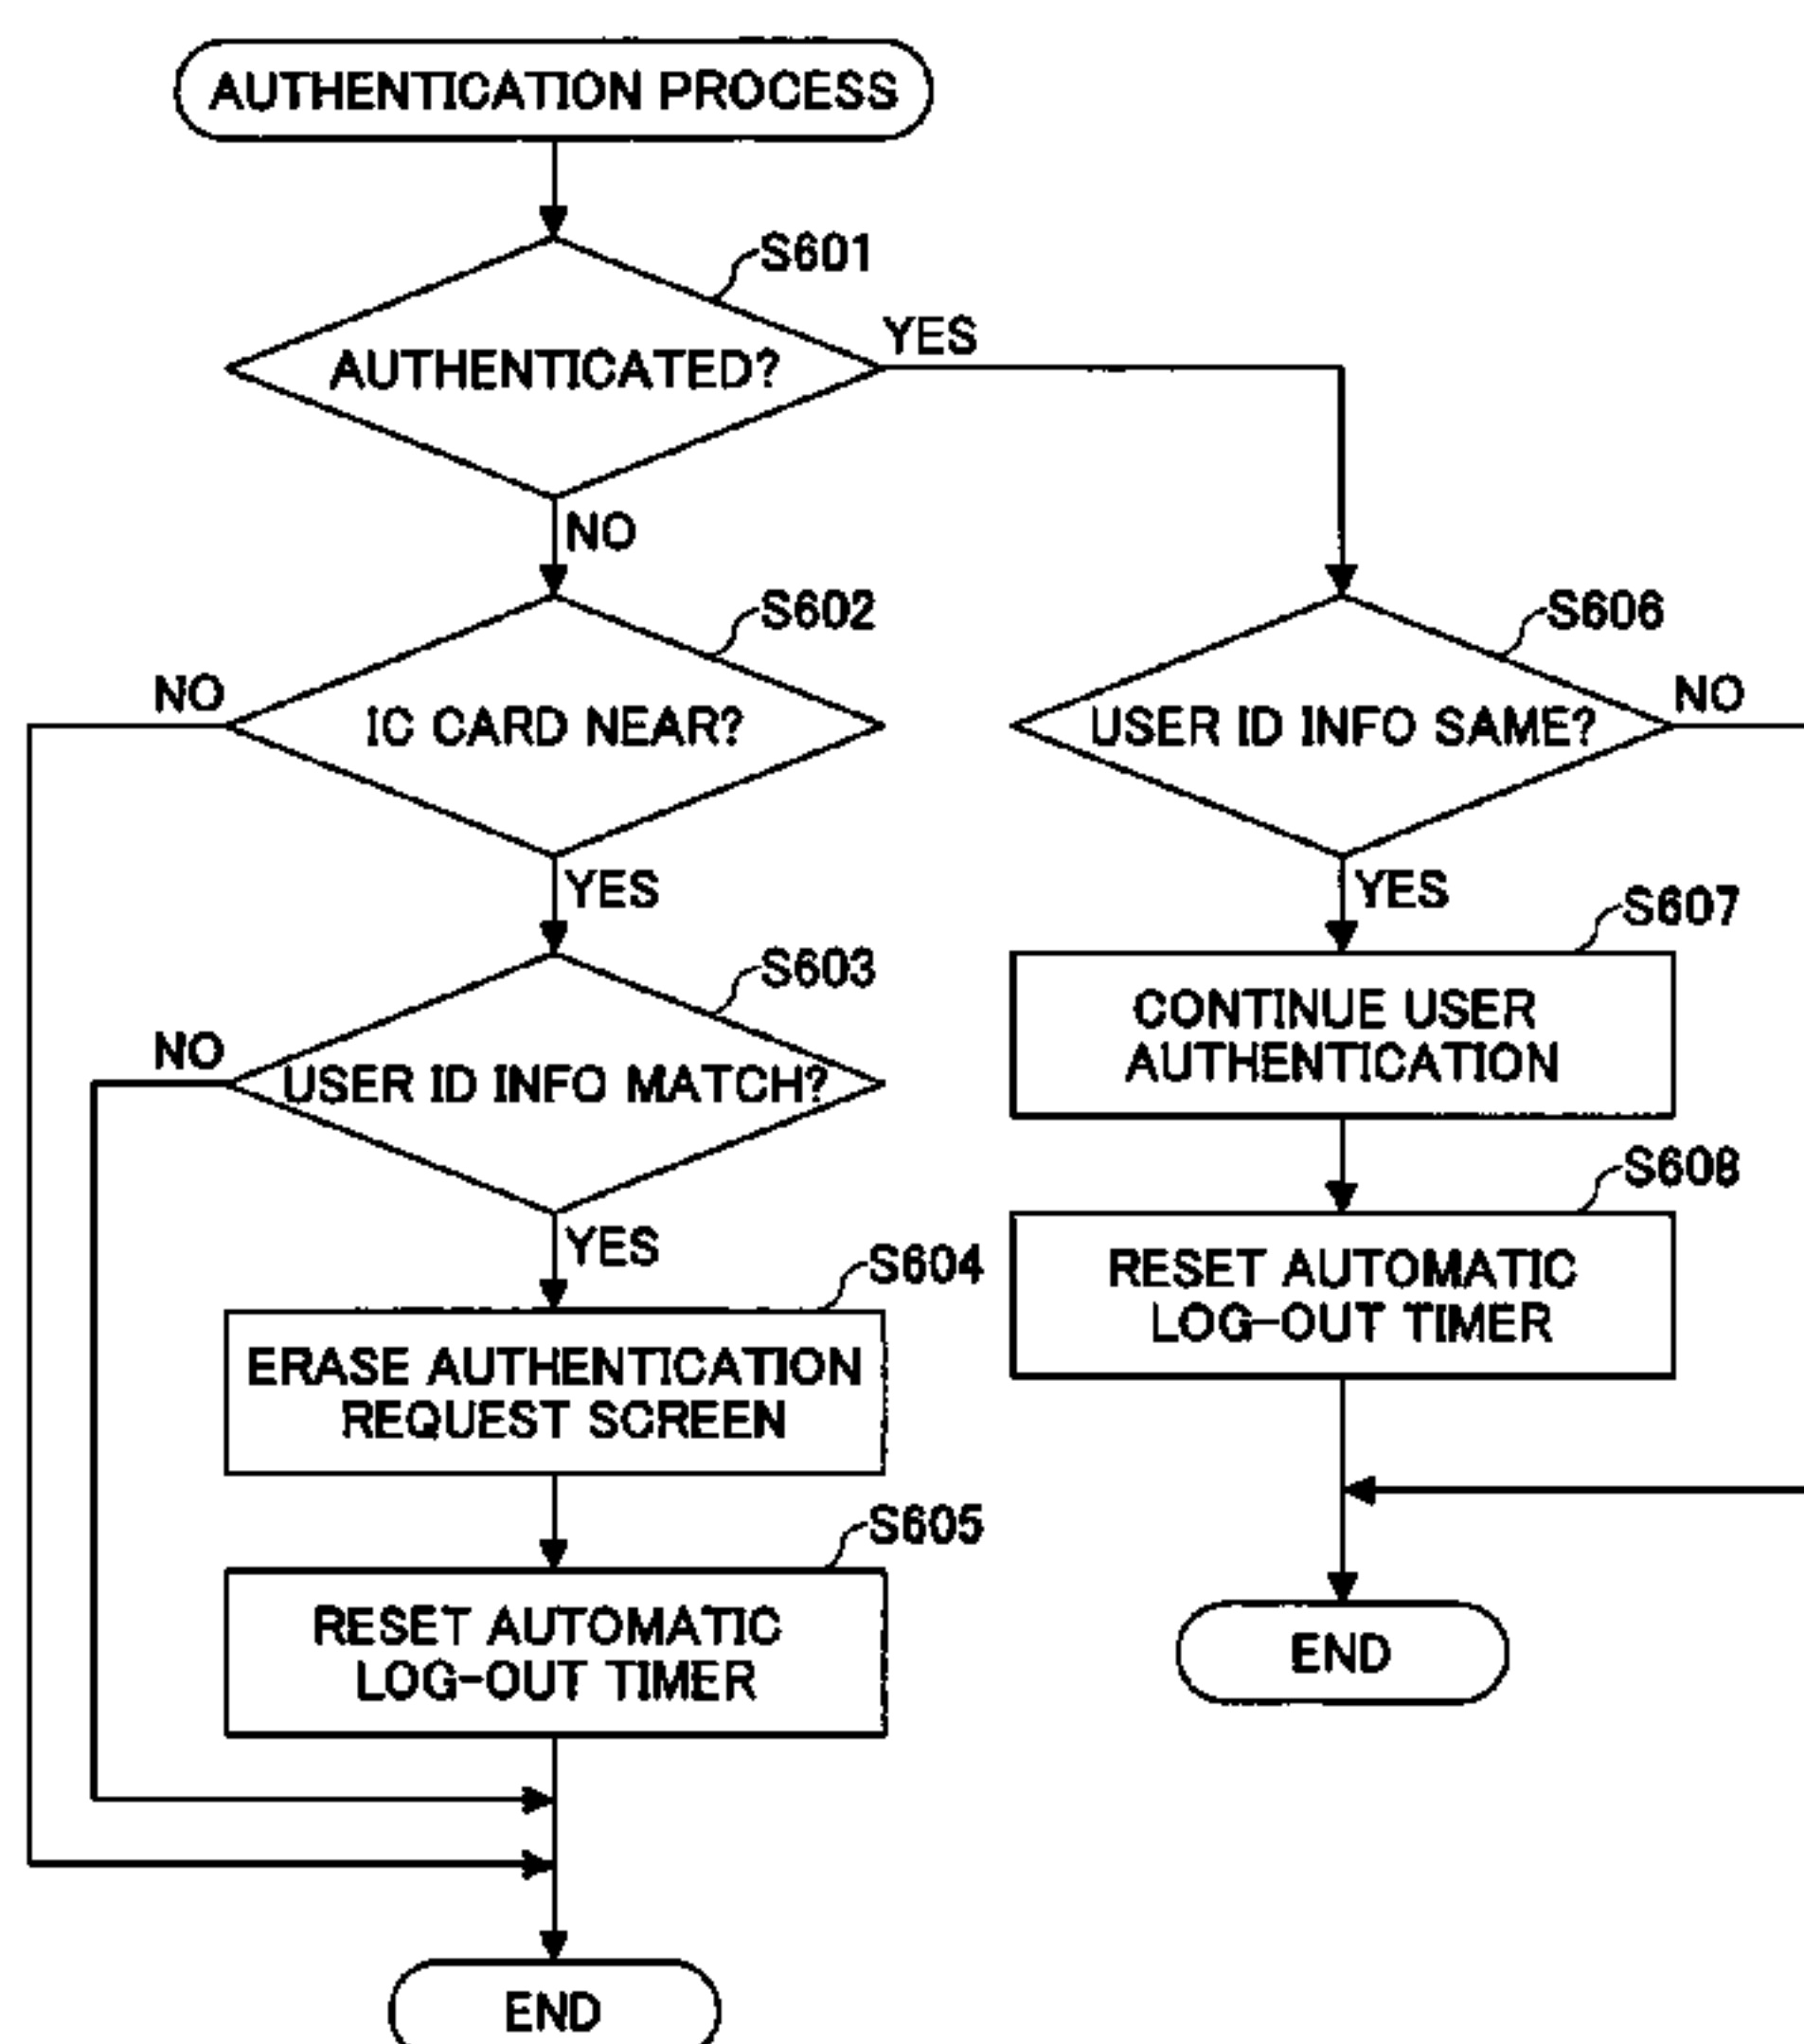 AUTHENTICATION PROCESS
S601
YES
AUTHENTICATED?
NO
S602
NO
IC CARD NEAR?
YES
S603
NO
USER ID INFO MATCH?
YES
S604
ERASE AUTHENTICATION
REQUEST SCREEN
S605
RESET AUTOMATIC
LOG-OUT TIMER
END
S606
USER ID INFO SAME?
NO
YES
S607
CONTINUE USER
AUTHENTICATION
S608
RESET AUTOMATIC
LOG-OUT TIMER
END